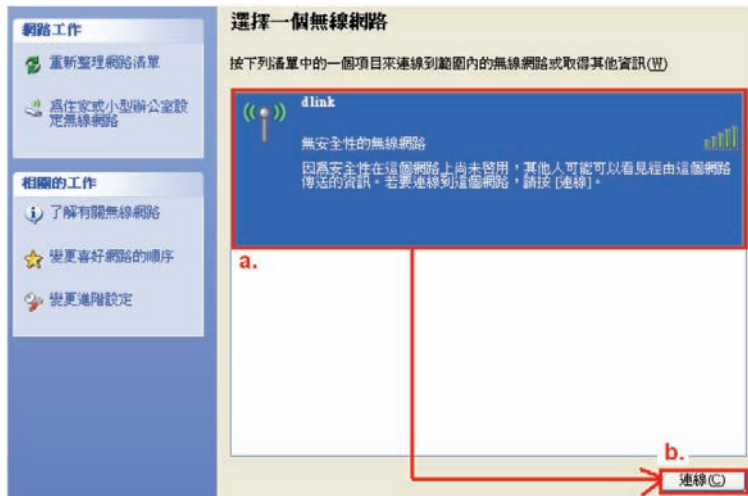 網路工作
重新整理網路清單
為住家或小型辦公室設
定無線網路
相關的工作
了解有關無線網路
變更喜好網路的順序
變更進階設定
選擇一個無線網路
按下列清單中的一個項目來連線到範圍內的無線網路或取得其他資訊(W)
dlink
無安全性的無線網路
因為安全性在這個網路上尚未啟用，其他人可能可以看見經由這個網路
傳送的資訊。若要連線到這個網路，請按 [連線]。
a.
b.
連線(C)